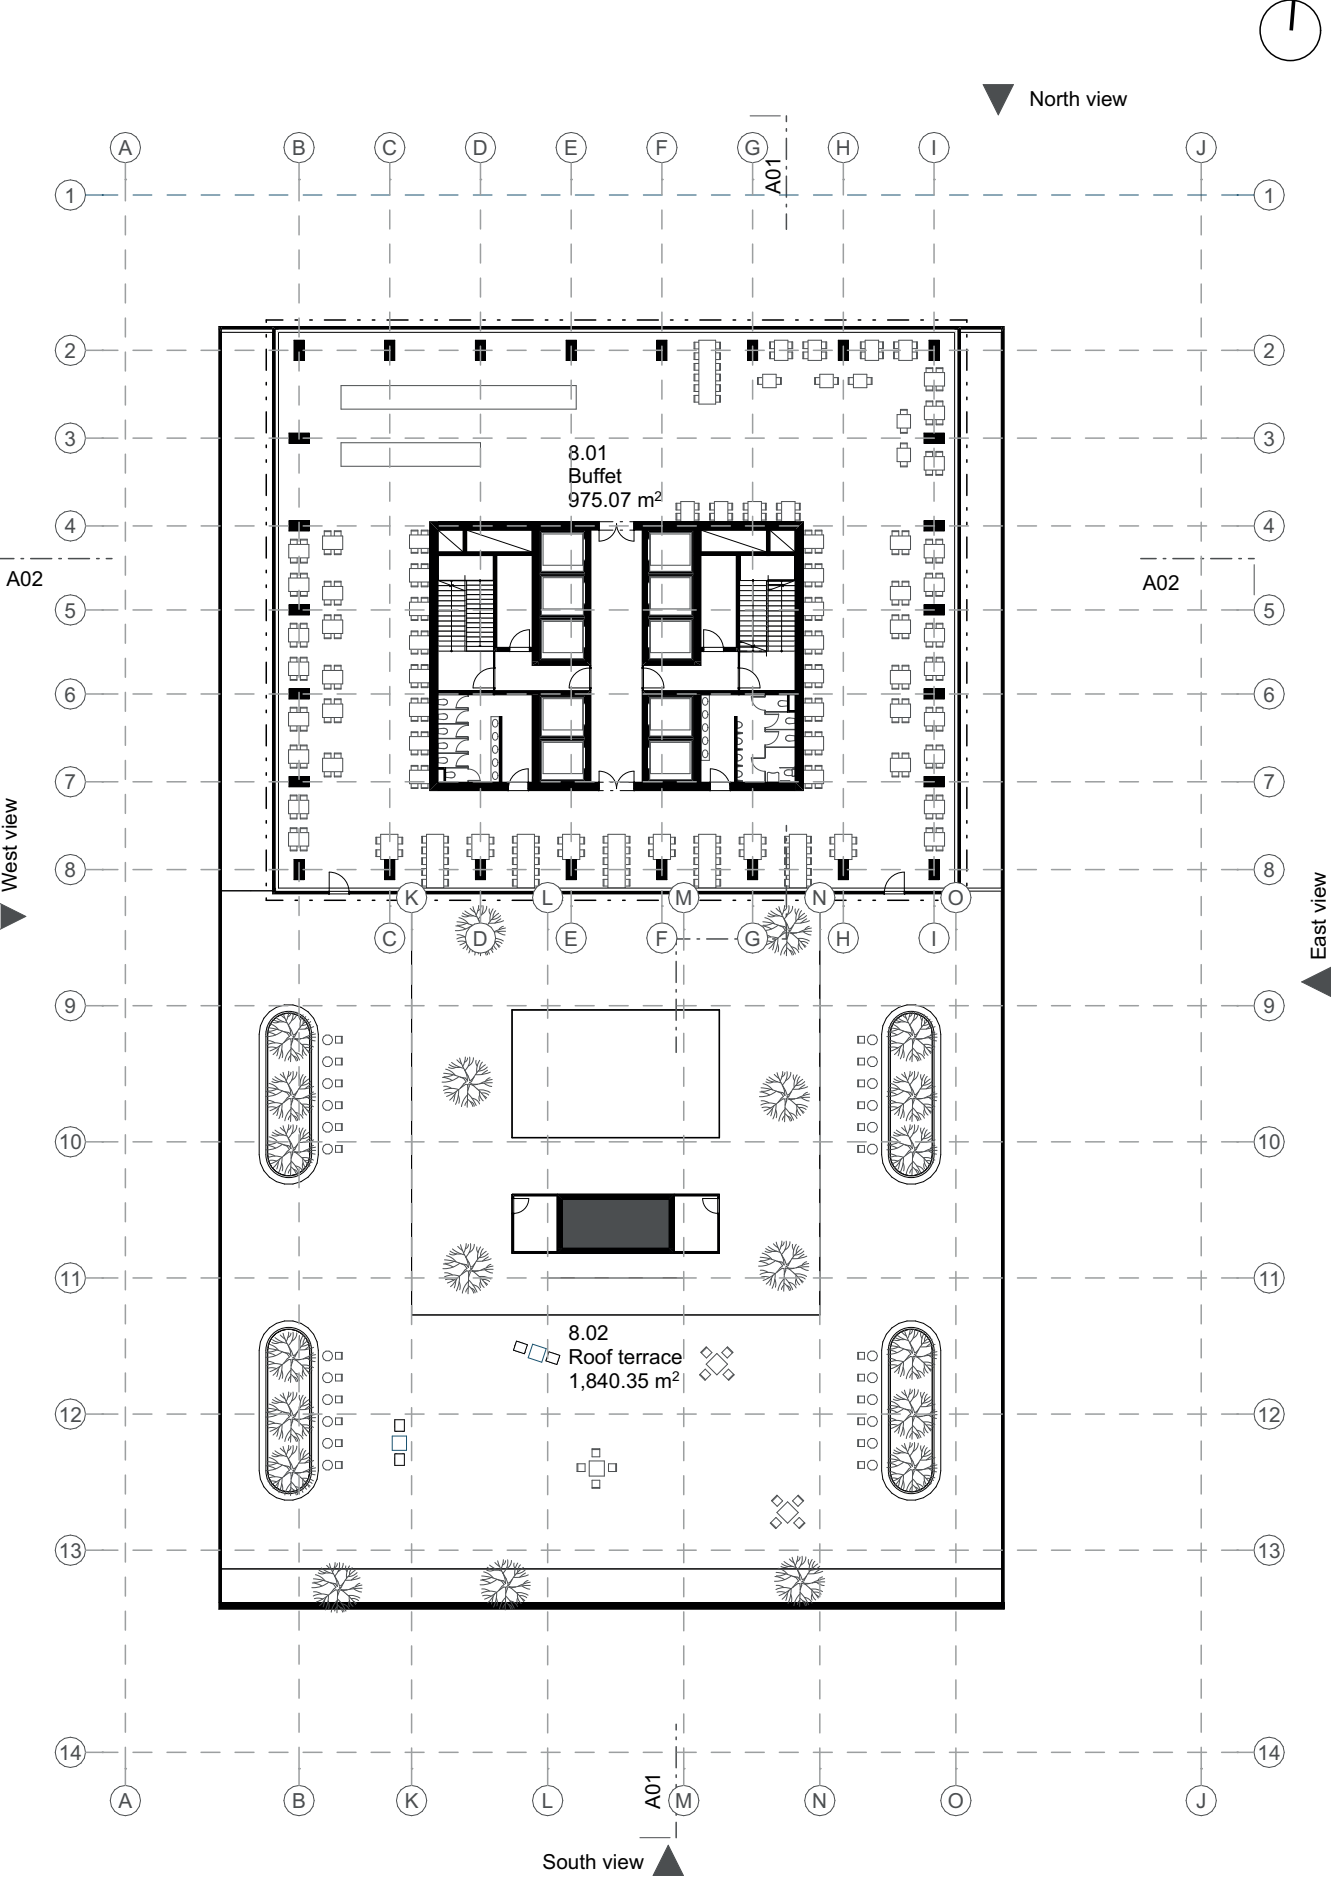 North view
A B C D E F G H I J
A01
1 1
2 2
3 3
8.01
Buffet
975.07 m²
4 4
A02 A02
5 5
6 6
7 7
West view
8 8
K L M N O
East view
C D E F G H I
9 9
10 10
11 11
8.02
Roof terrace
1,840.35 m²
12 12
13 13
14 14
A01
A B K L M N O J
South view